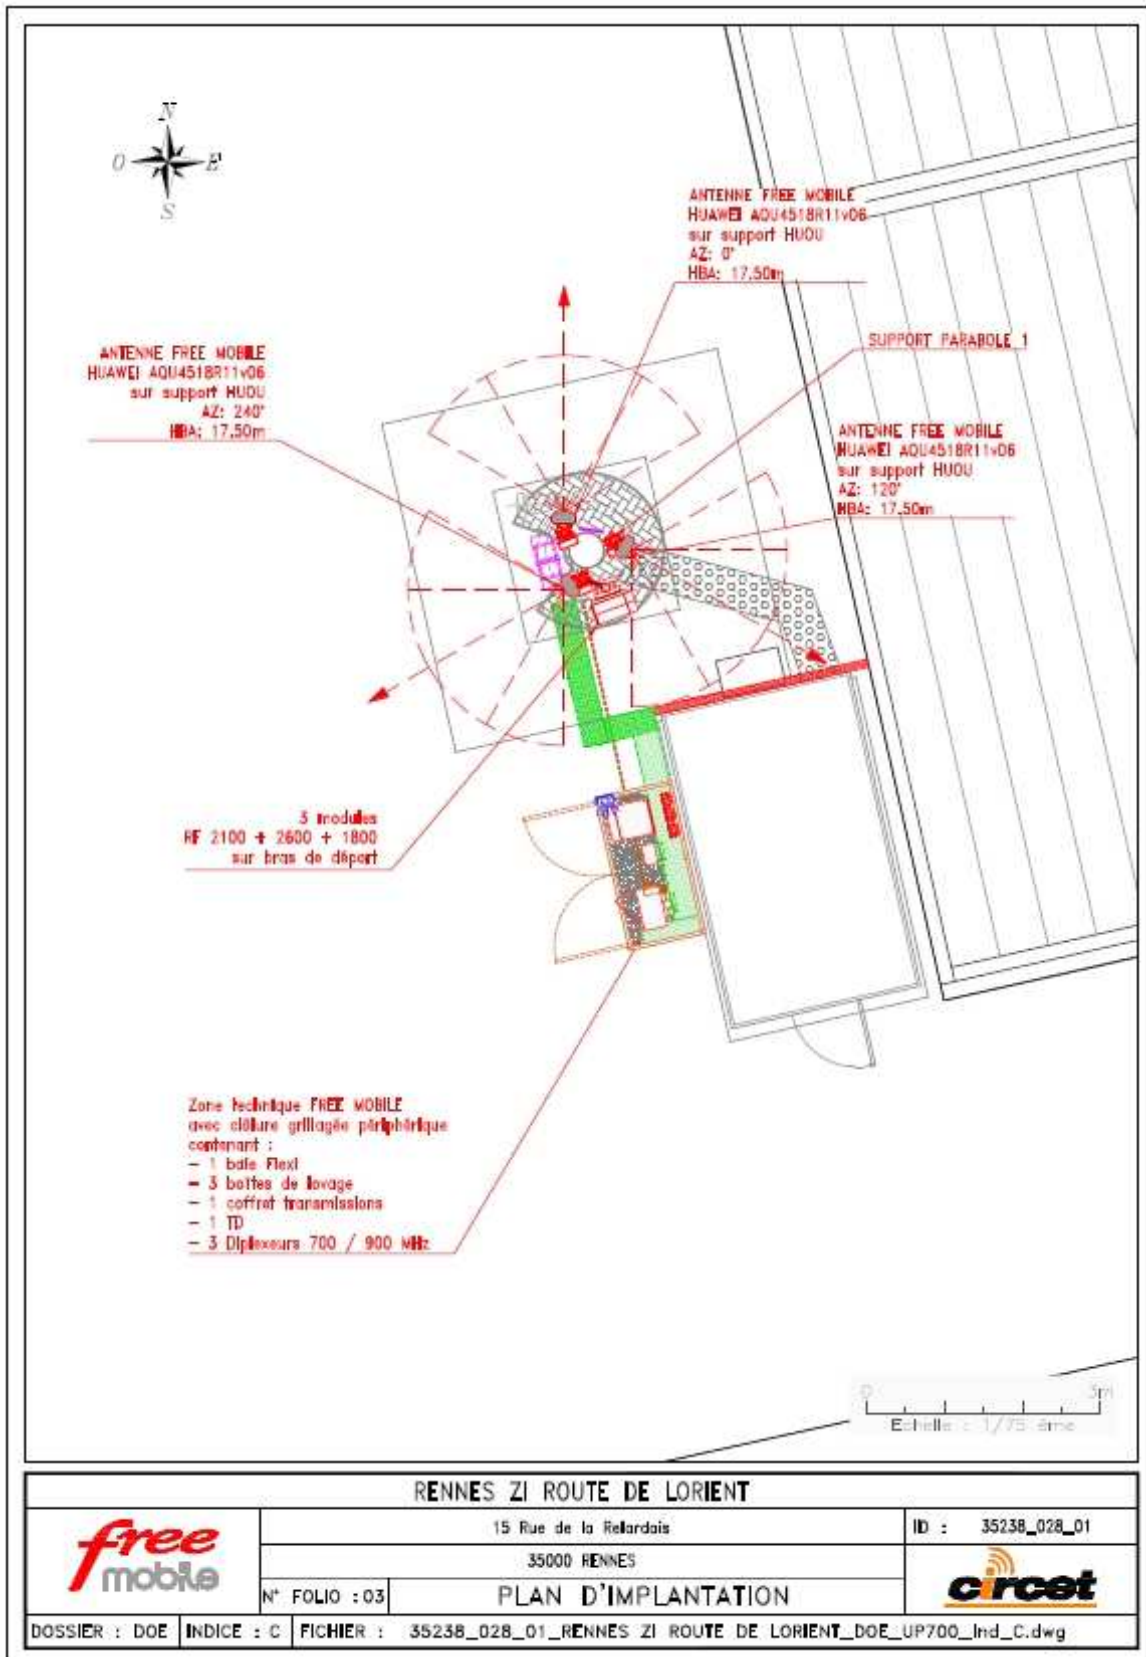 N
O
E
S
ANTENNE FREE MOBILE
HUAWEI AQU4518R11v06
sur support HUOU
AZ: 0°
HBA: 17.50m
SUPPORT PARABOLE 1
ANTENNE FREE MOBILE
HUAWEI AQU4518R11v06
sur support HUOU
AZ: 240°
HBA: 17.50m
ANTENNE FREE MOBILE
HUAWEI AQU4518R11v06
sur support HUOU
AZ: 120°
HBA: 17.50m
3 modules
RF 2100 + 2600 + 1800
sur bras de déport
Zone technique FREE MOBILE
avec clôture grillagée périphérique
contenant :
- 1 baie Flexi
- 3 boîtes de lovage
- 1 coffret transmissions
- 1 TD
- 3 Diplexeurs 700 / 900 MHz
0 3m
Echelle : 1/75 ème
RENNES ZI ROUTE DE LORIENT
free mobile
15 Rue de la Relardais
ID : 35238_028_01
35000 RENNES
circet
N° FOLIO : 03
PLAN D'IMPLANTATION
DOSSIER : DOE
INDICE : C
FICHIER : 35238_028_01_RENNES ZI ROUTE DE LORIENT_DOE_UP700_Ind_C.dwg